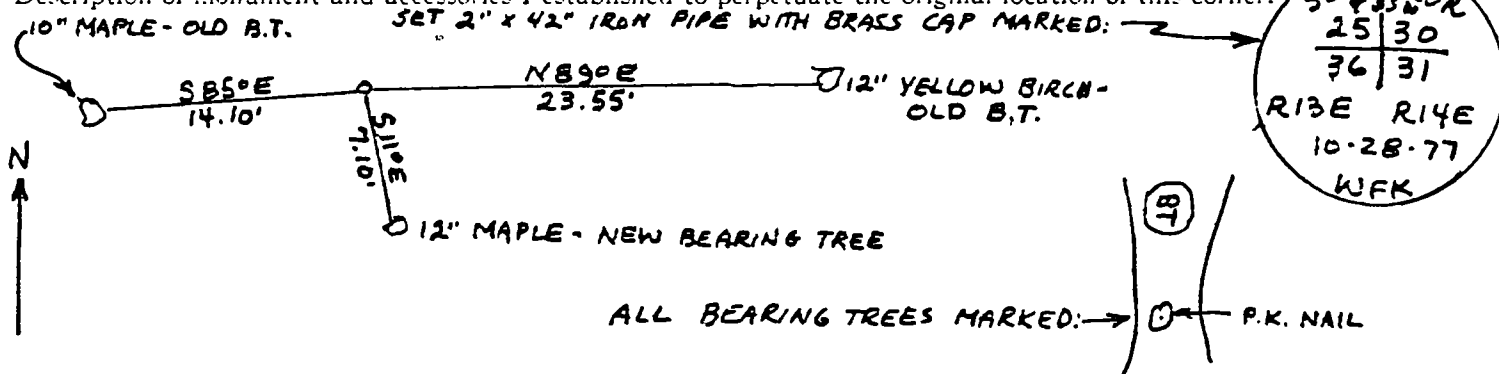 Description of monument and accessories I established to perpetuate the original location of this corner:
10" MAPLE - OLD B.T.
SET 2" X 42" IRON PIPE WITH BRASS CAP MARKED:
25 | 30
36 | 31
R13E R14E
10·28·77
WFK
S85°E
14.10'
N89°E
23.55'
12" YELLOW BIRCH -
OLD B.T.
S11°E
7.10'
N
12" MAPLE - NEW BEARING TREE
BT
ALL BEARING TREES MARKED:
P.K. NAIL